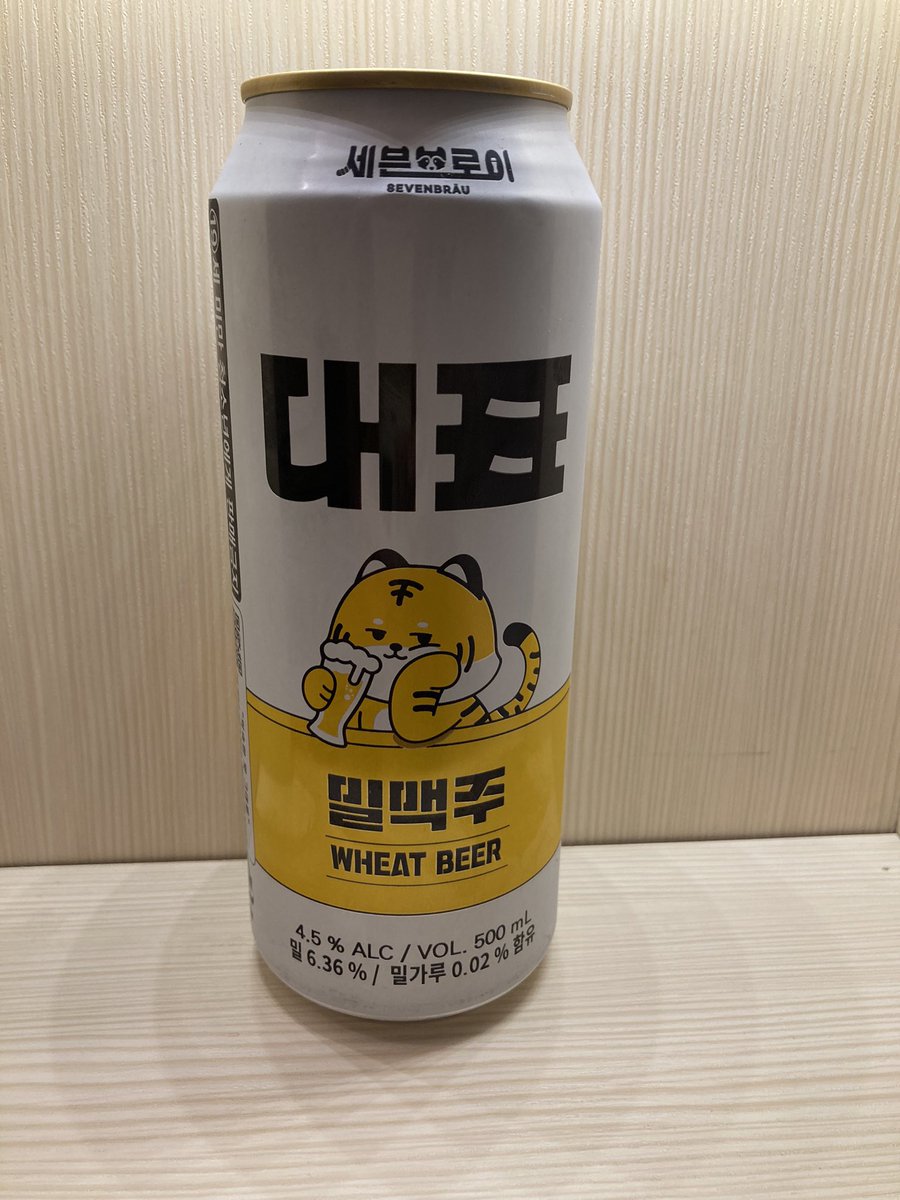 세븐브로이
SEVENBRÄU
대표
밀맥주
WHEAT BEER
4.5 % ALC / VOL. 500 mL
밀 6.36 % / 밀가루 0.02 % 함유